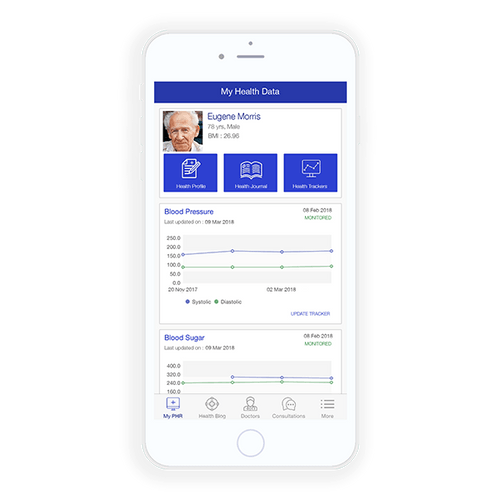 My Health Data
Eugene Morris
78 yrs, Male
BMI : 26.96
Health Profile
Health Journal
Health Trackers
Blood Pressure
08 Feb 2018
Last updated on : 09 Mar 2018
MONITORED
250.0
200.0
150.0
100.0
50.0
0.0
20 Nov 2017
02 Mar 2018
Systolic
Diastolic
UPDATE TRACKER
Blood Sugar
08 Feb 2018
Last updated on : 09 Mar 2018
MONITORED
400.0
320.0
240.0
160.0
My PHR
Health Bing
Doctors
Consultations
More